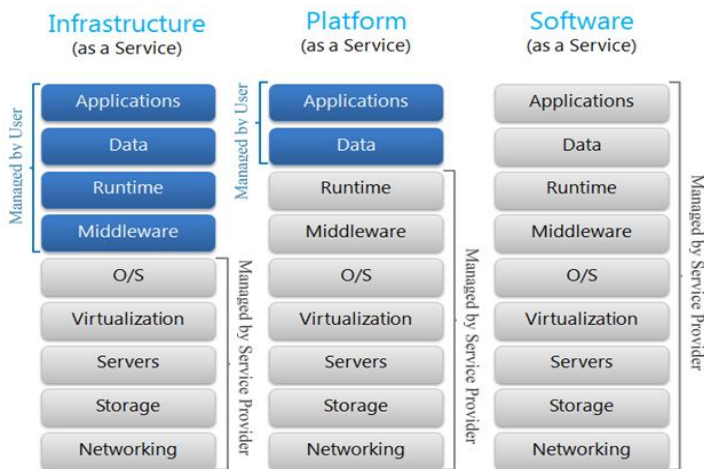 Infrastructure
(as a Service)
Managed by User
Applications
Data
Runtime
Middleware
O/S
Virtualization
Servers
Storage
Networking
Managed by Service Provider
Platform
(as a Service)
Managed by User
Applications
Data
Runtime
Middleware
O/S
Virtualization
Servers
Storage
Networking
Managed by Service Provider
Software
(as a Service)
Applications
Data
Runtime
Middleware
O/S
Virtualization
Servers
Storage
Networking
Managed by Service Provider